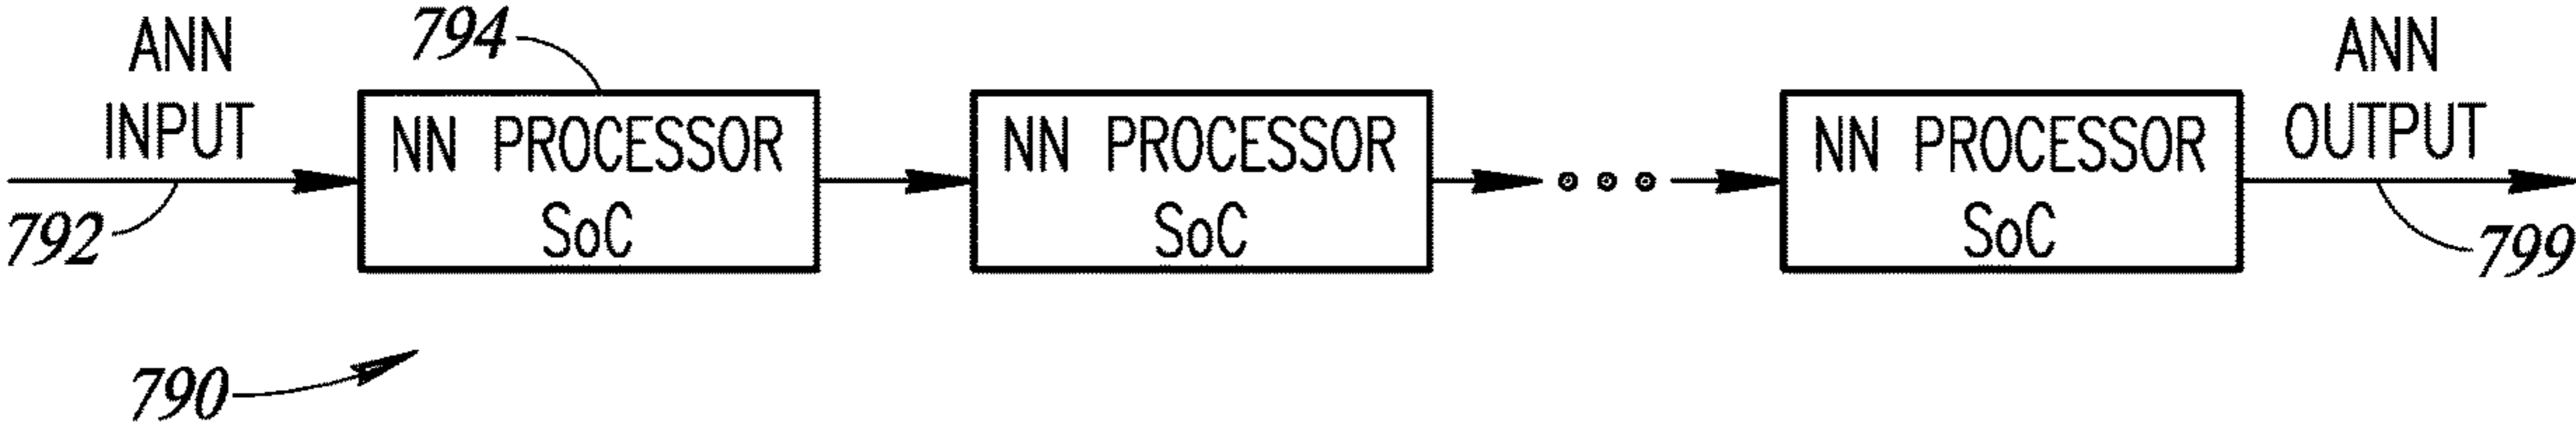 ANN
INPUT
792
794
NN PROCESSOR
SoC
NN PROCESSOR
SoC
NN PROCESSOR
SoC
ANN
OUTPUT
799
790